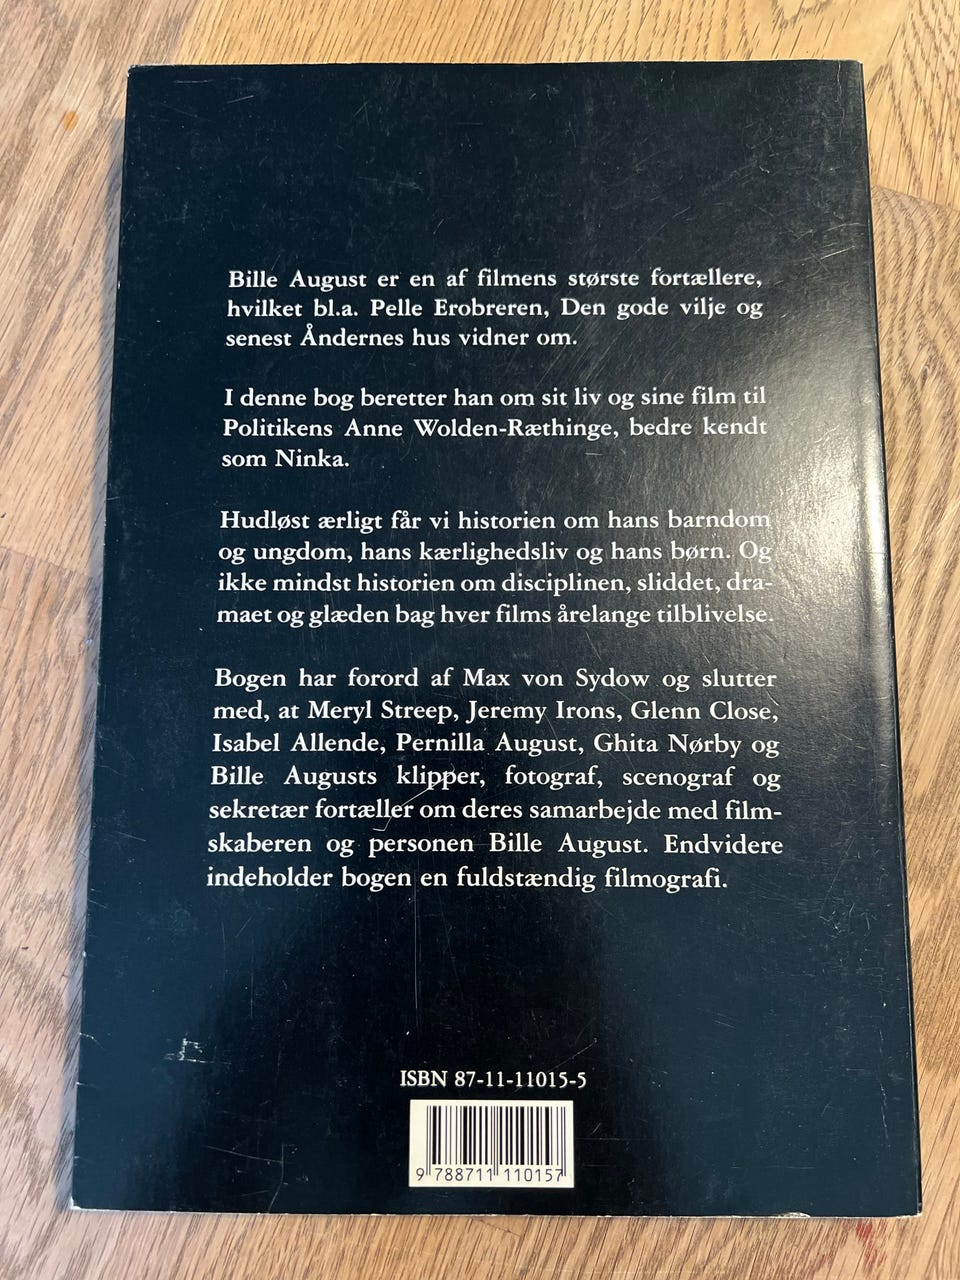 Bille August er en af filmens største fortællere,
hvilket bl.a. Pelle Erobreren, Den gode vilje og
senest Åndernes hus vidner om.
I denne bog beretter han om sit liv og sine film til
Politikens Anne Wolden-Ræthinge, bedre kendt
som Ninka.
Hudløst ærligt får vi historien om hans barndom
og ungdom, hans kærlighedsliv og hans børn. Og
ikke mindst historien om disciplinen, sliddet, dra-
maet og glæden bag hver films årelange tilblivelse.
Bogen har forord af Max von Sydow og slutter
med, at Meryl Streep, Jeremy Irons, Glenn Close,
Isabel Allende, Pernilla August, Ghita Nørby og
Bille Augusts klipper, fotograf, scenograf og
sekretær fortæller om deres samarbejde med film-
skaberen og personen Bille August. Endvidere
indeholder bogen en fuldstændig filmografi.
ISBN 87-11-11015-5
9 788711 110157